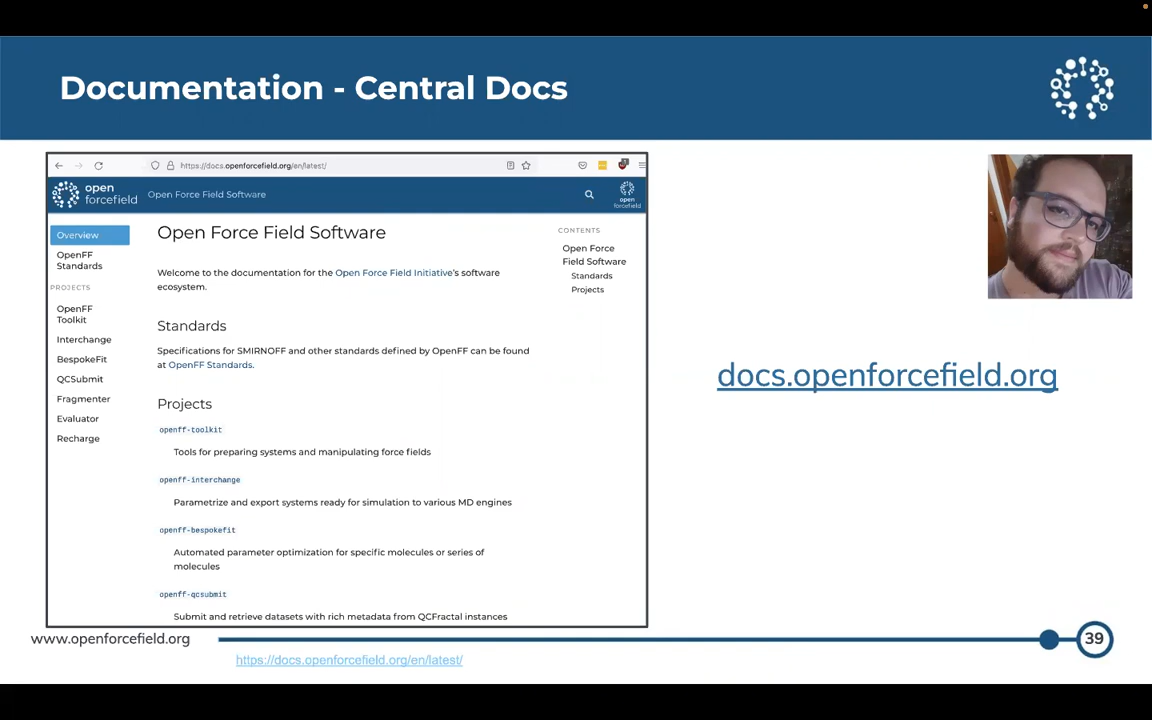 Documentation - Central Docs
https://docs.openforcefield.org/en/latest/
open
forcefield
Open Force Field Software
open
forcefield
Overview
OpenFF
Standards
PROJECTS
OpenFF
Toolkit
Interchange
BespokeFit
QCSubmit
Fragmenter
Evaluator
Recharge
Open Force Field Software
Welcome to the documentation for the Open Force Field Initiative's software
ecosystem.
Standards
Specifications for SMIRNOFF and other standards defined by OpenFF can be found
at OpenFF Standards.
Projects
openff-toolkit
Tools for preparing systems and manipulating force fields
openff-interchange
Parametrize and export systems ready for simulation to various MD engines
openff-bespokefit
Automated parameter optimization for specific molecules or series of
molecules
openff-qcsubmit
Submit and retrieve datasets with rich metadata from QCFractal instances
CONTENTS
Open Force
Field Software
Standards
Projects
docs.openforcefield.org
www.openforcefield.org
39
https://docs.openforcefield.org/en/latest/